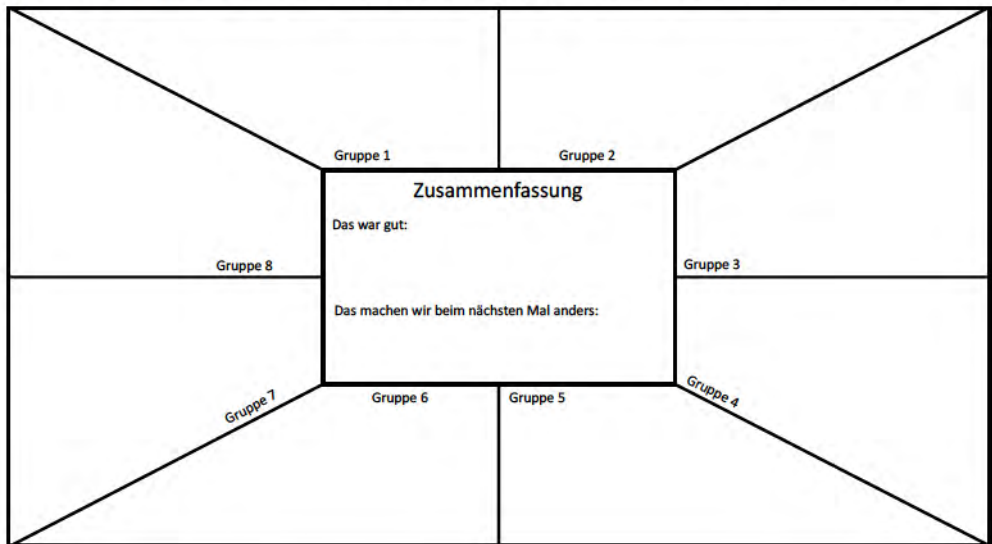 Gruppe 1
Gruppe 2
Zusammenfassung
Das war gut:
Gruppe 8
Gruppe 3
Das machen wir beim nächsten Mal anders:
Gruppe 7
Gruppe 6
Gruppe 5
Gruppe 4